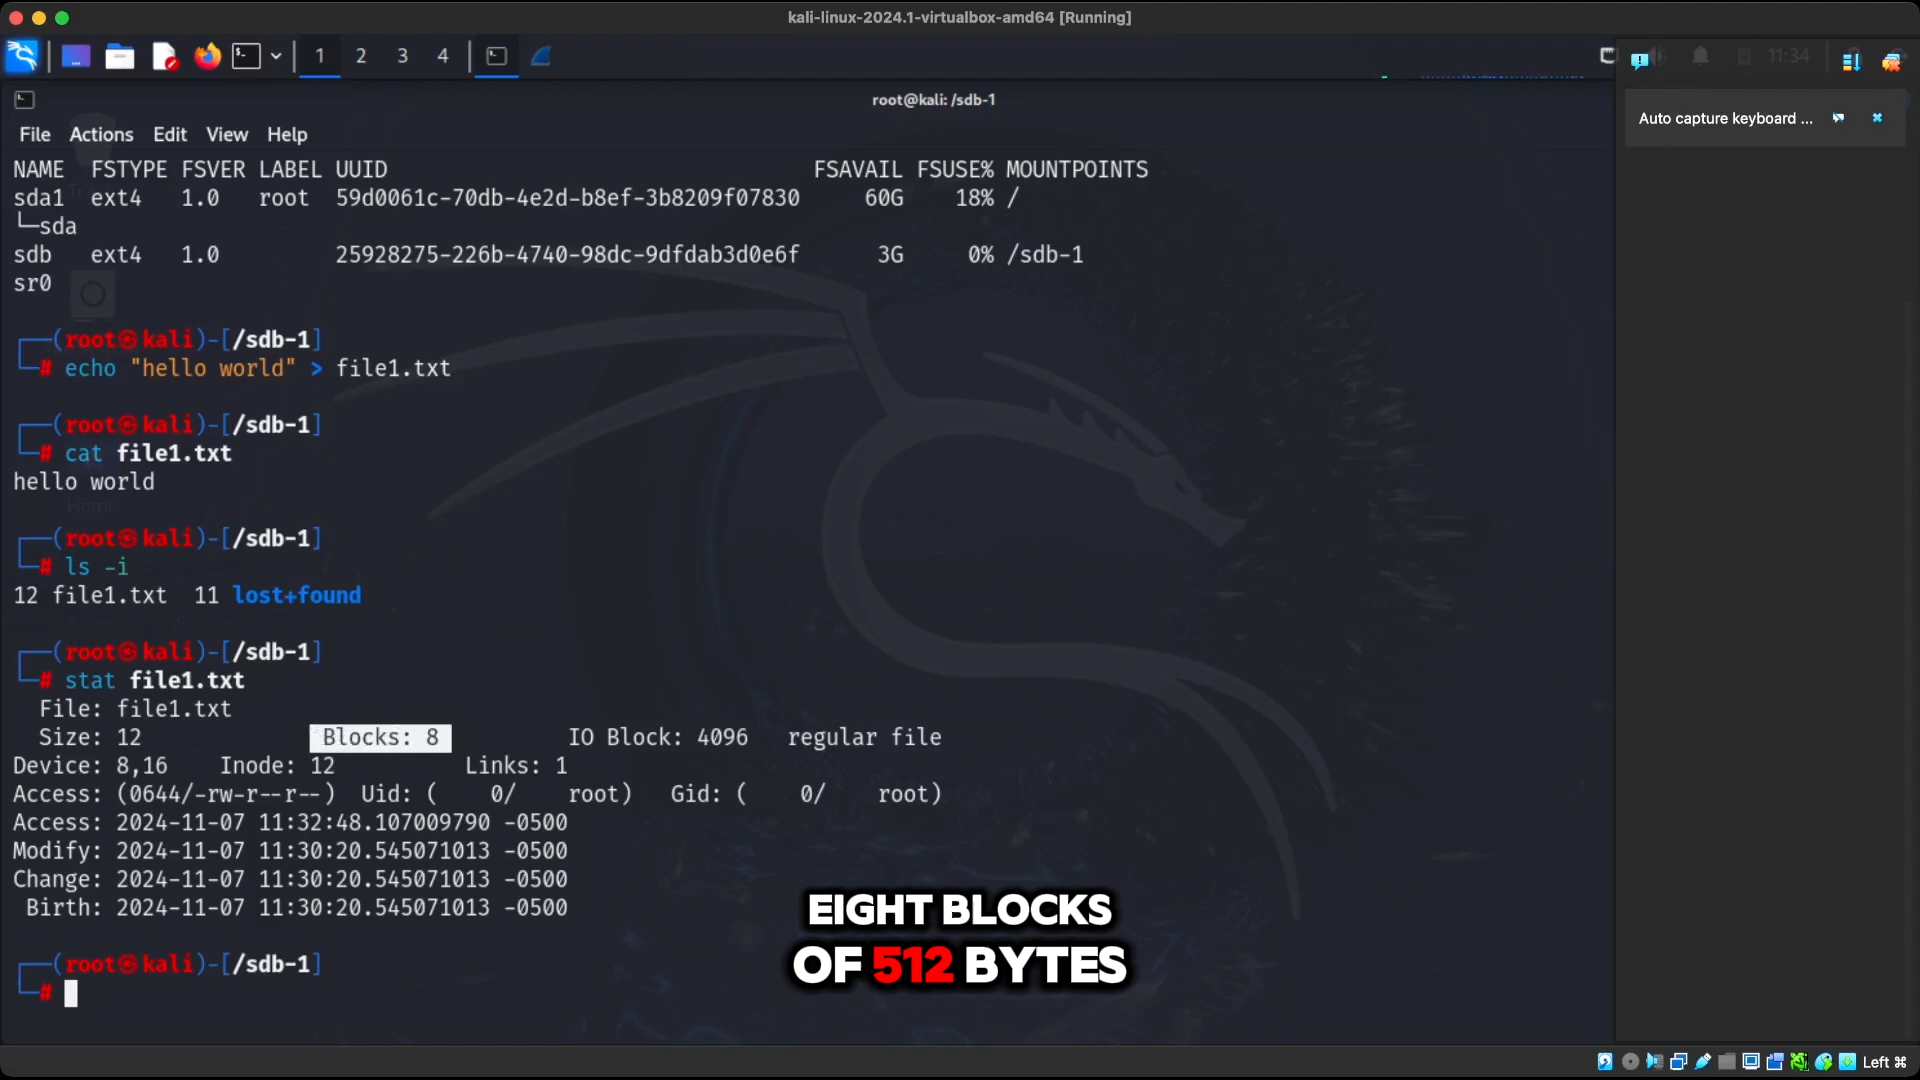 kali-linux-2024.1-virtualbox-amd64 [Running]
1 2 3 4
11:34
root@kali: /sdb-1
Auto capture keyboard ...
File Actions Edit View Help
NAME FSTYPE FSVER LABEL UUID FSAVAIL FSUSE% MOUNTPOINTS
sda1 ext4 1.0 root 59d0061c-70db-4e2d-b8ef-3b8209f07830 60G 18% /
└─sda
sdb ext4 1.0 25928275-226b-4740-98dc-9dfdab3d0e6f 3G 0% /sdb-1
sr0
┌──(root㉿kali)-[/sdb-1]
└─# echo "hello world" > file1.txt
┌──(root㉿kali)-[/sdb-1]
└─# cat file1.txt
hello world
Home
┌──(root㉿kali)-[/sdb-1]
└─# ls -i
12 file1.txt 11 lost+found
┌──(root㉿kali)-[/sdb-1]
└─# stat file1.txt
File: file1.txt
Size: 12 Blocks: 8 IO Block: 4096 regular file
Device: 8,16 Inode: 12 Links: 1
Access: (0644/-rw-r--r--) Uid: ( 0/ root) Gid: ( 0/ root)
Access: 2024-11-07 11:32:48.107009790 -0500
Modify: 2024-11-07 11:30:20.545071013 -0500
Change: 2024-11-07 11:30:20.545071013 -0500
Birth: 2024-11-07 11:30:20.545071013 -0500
┌──(root㉿kali)-[/sdb-1]
└─#
EIGHT BLOCKS
OF 512 BYTES
Left ⌘